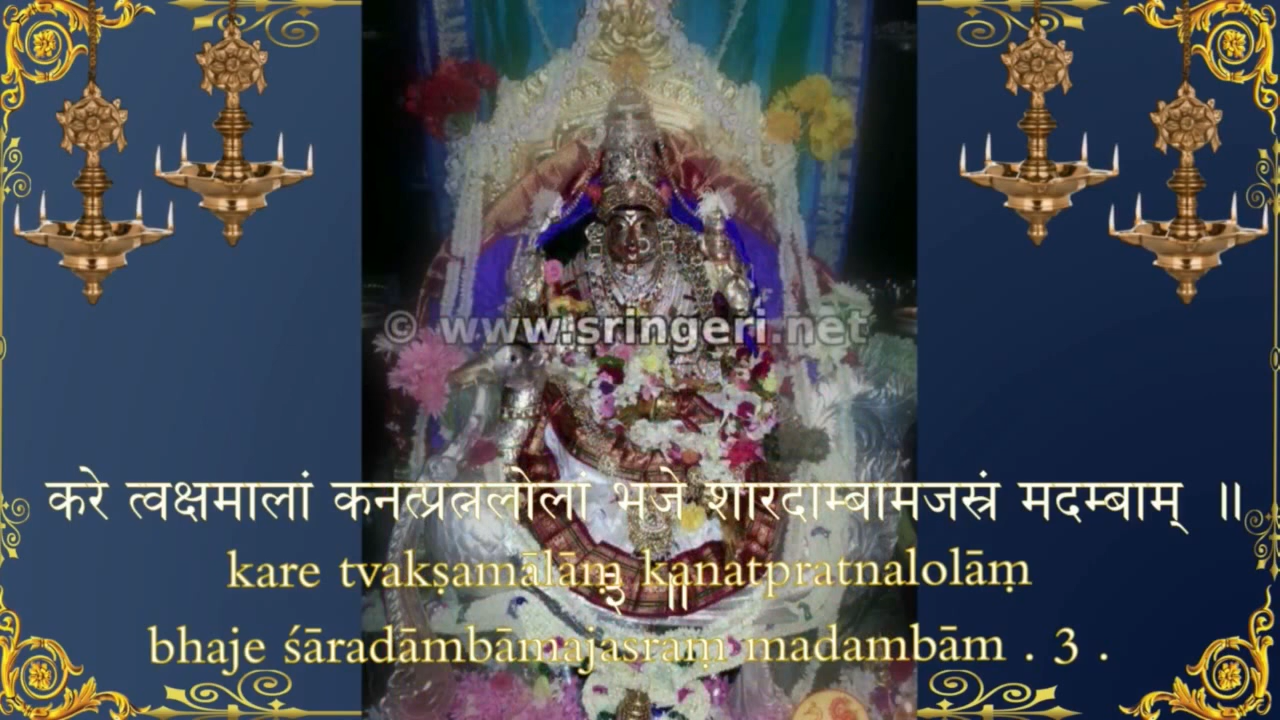 © www.sringeri.net
करे त्वक्षमालां कनत्प्रत्नलोलां भजे शारदाम्बामजस्रं मदम्बाम् ॥
kare tvakṣamālāṃ kanatpratnalolāṃ
३ ॥
bhaje śāradāmbāmajasraṃ madambām . 3 .